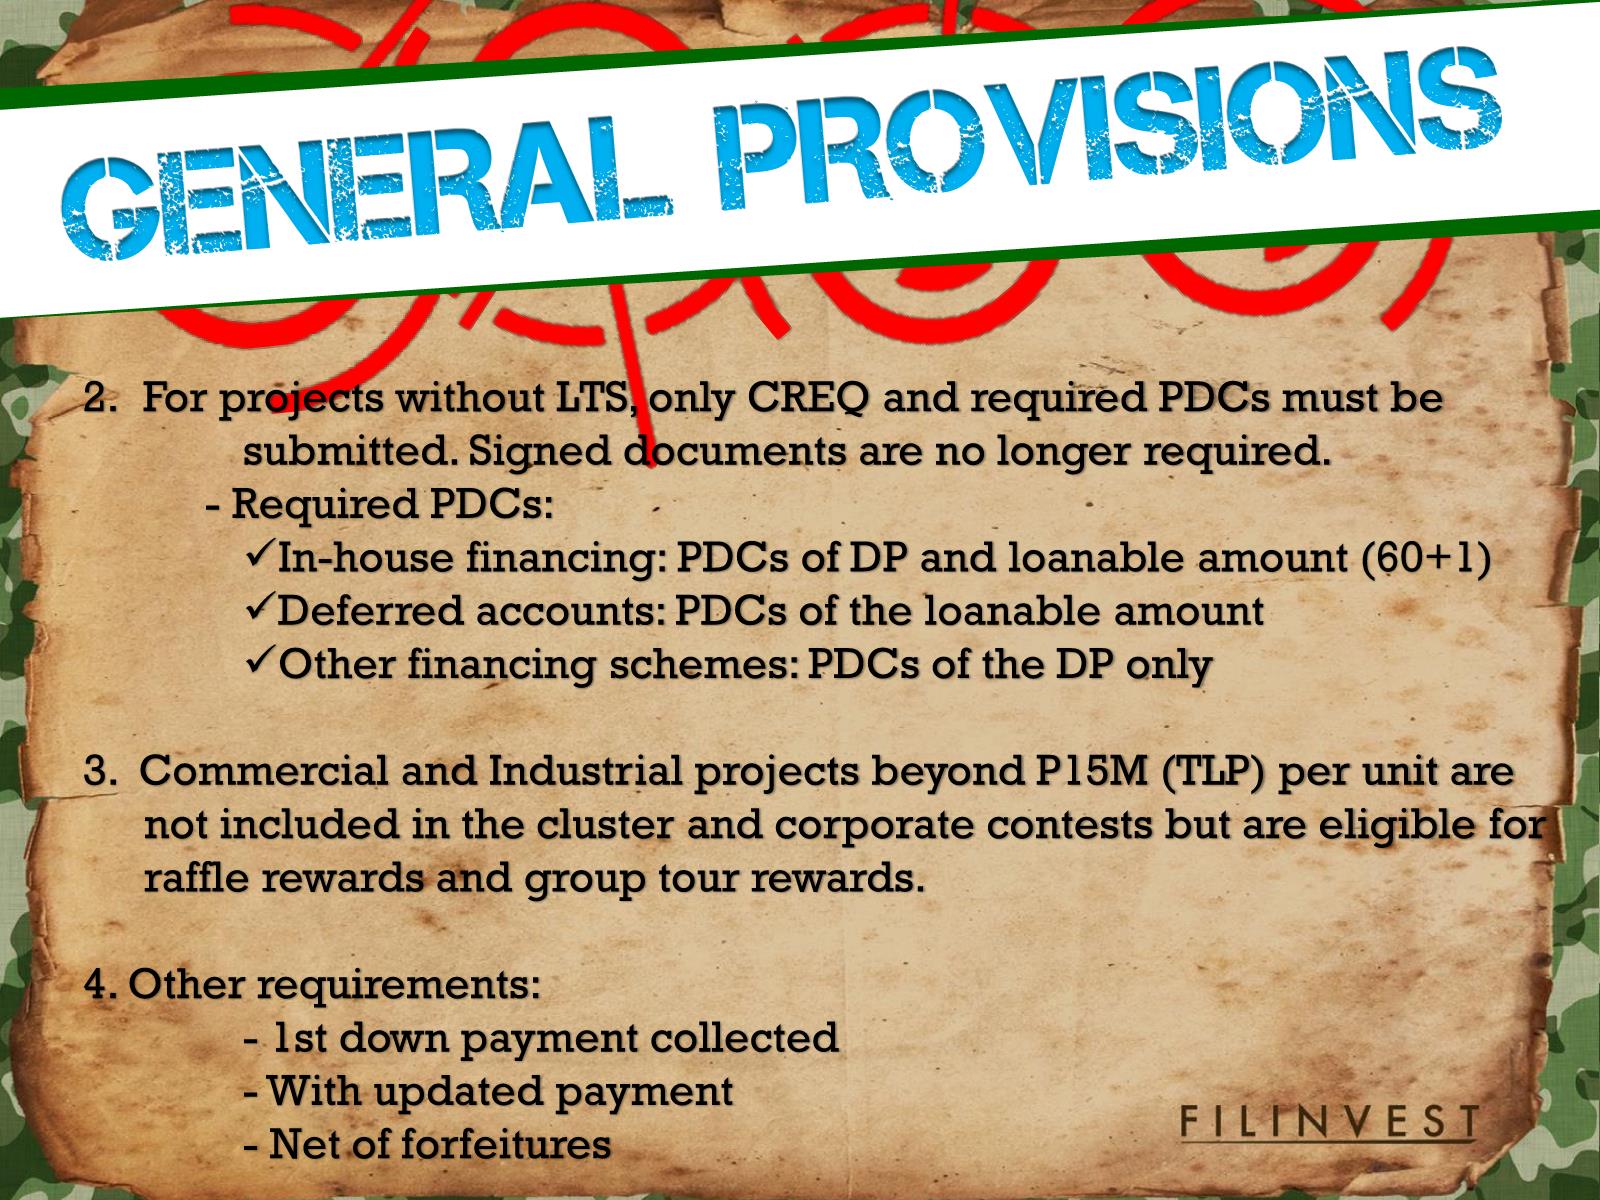 GENERAL PROVISIONS
2. For projects without LTS, only CREQ and required PDCs must be
submitted. Signed documents are no longer required.
- Required PDCs:
✓In-house financing: PDCs of DP and loanable amount (60+1)
✓Deferred accounts: PDCs of the loanable amount
✓Other financing schemes: PDCs of the DP only
3. Commercial and Industrial projects beyond P15M (TLP) per unit are
not included in the cluster and corporate contests but are eligible for
raffle rewards and group tour rewards.
4. Other requirements:
- 1st down payment collected
- With updated payment
- Net of forfeitures
FILINVEST